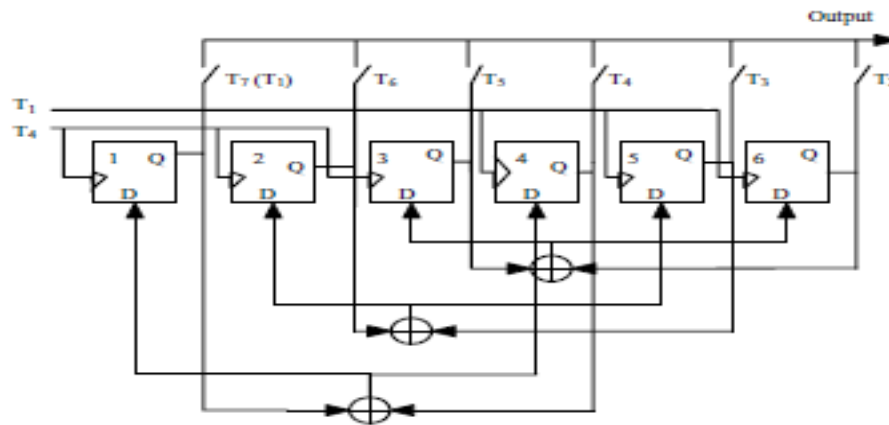 Output
T7 (T1) T6 T5 T4 T3
T1
T4
1 Q 2 Q 3 Q 4 Q 5 Q 6 Q
D D D D D D